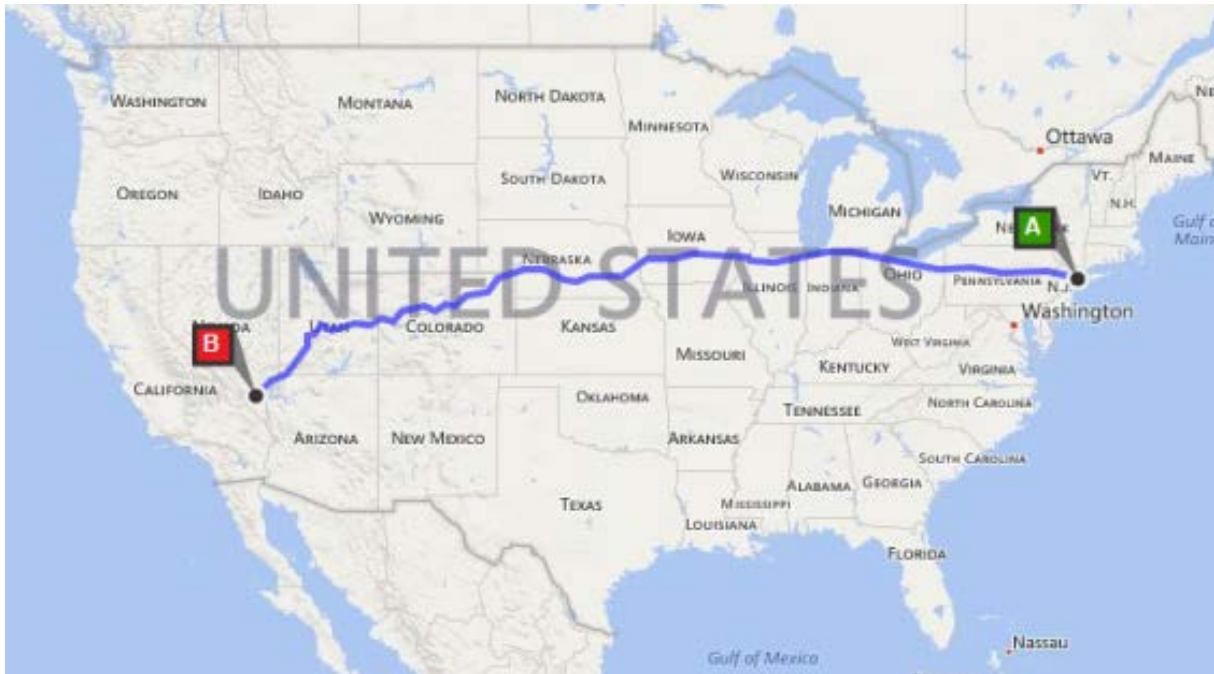 WASHINGTON
MONTANA
NORTH DAKOTA
MINNESOTA
Ottawa
MAINE
VT.
N.H.
OREGON
IDAHO
SOUTH DAKOTA
WISCONSIN
MICHIGAN
WYOMING
A
Gulf
IOWA
NEBRASKA
UNITED STATES
OHIO
PENNSYLVANIA
N.J.
ILLINOIS
INDIANA
Washington
B
UTAH
COLORADO
KANSAS
MISSOURI
WEST VIRGINIA
KENTUCKY
VIRGINIA
CALIFORNIA
OKLAHOMA
TENNESSEE
NORTH CAROLINA
ARIZONA
NEW MEXICO
ARKANSAS
SOUTH CAROLINA
ALABAMA
GEORGIA
TEXAS
MISSISSIPPI
LOUISIANA
FLORIDA
Nassau
Gulf of Mexico